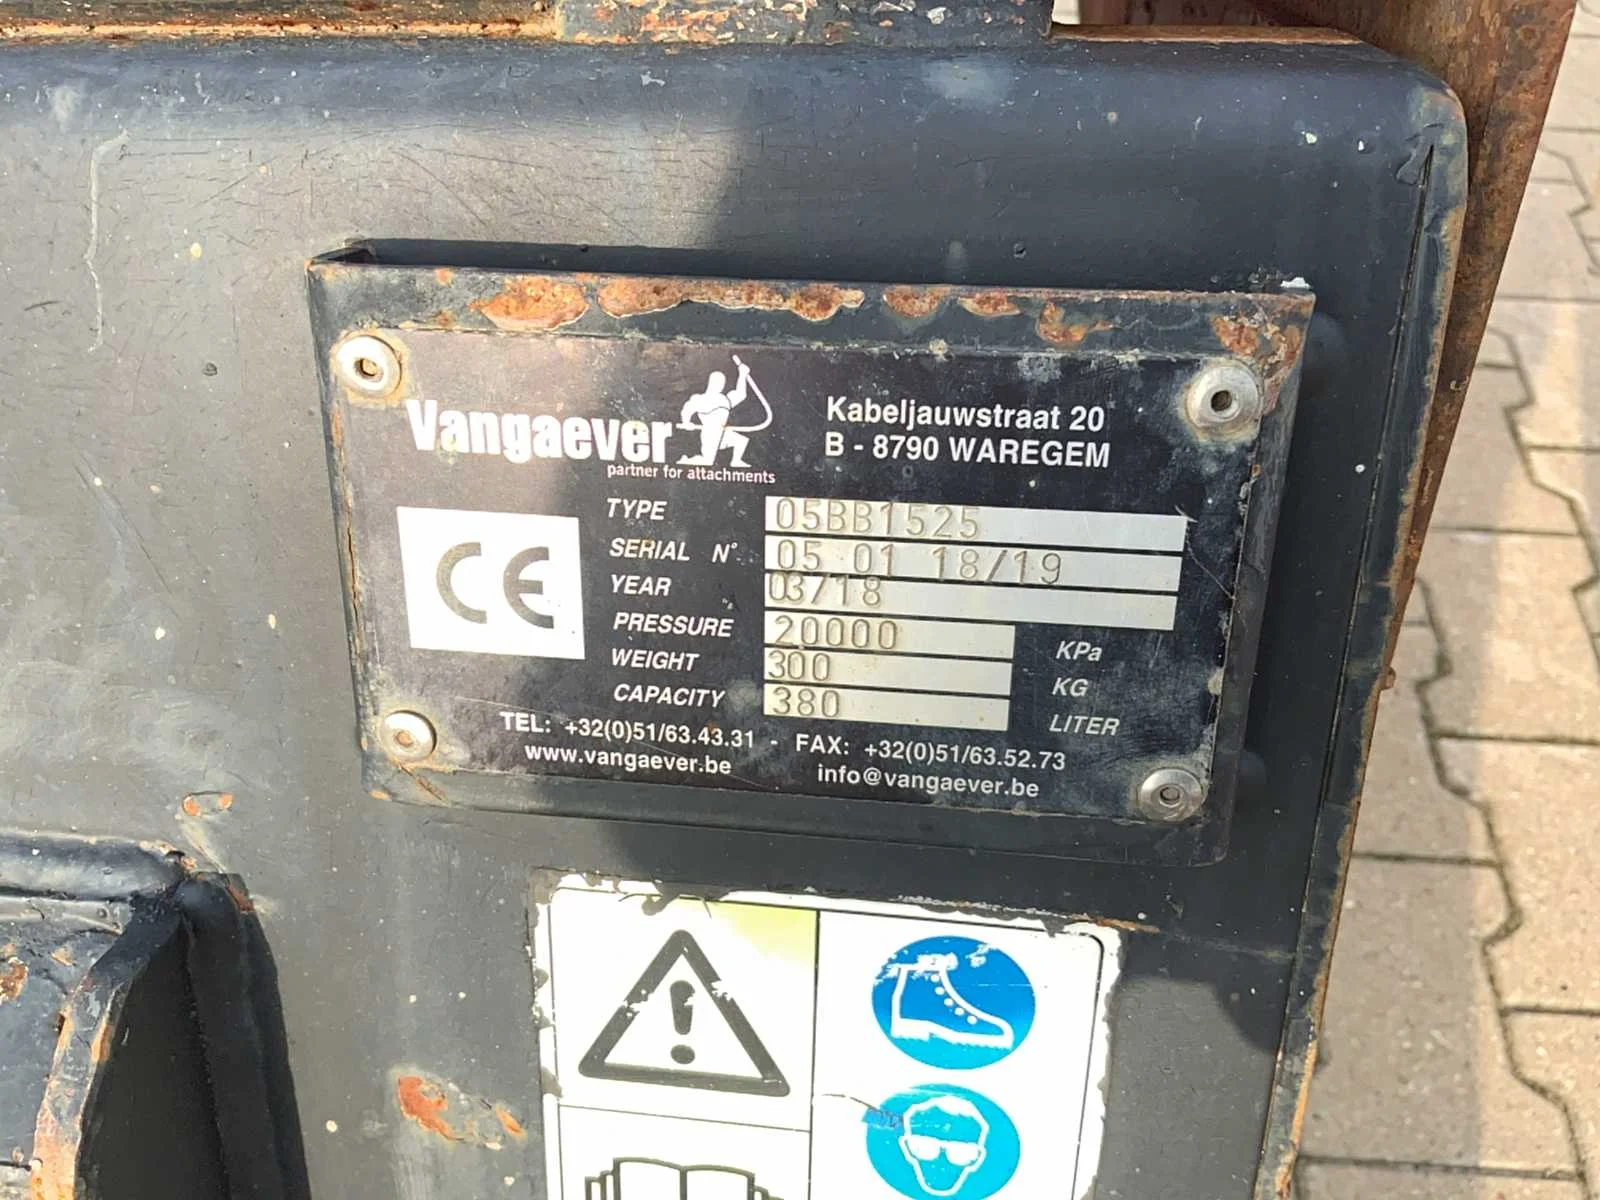 Vangaever
partner for attachments
Kabeljauwstraat 20
B - 8790 WAREGEM
CE
TYPE 05BB1525
SERIAL N° 05 01 18/19
YEAR 03/18
PRESSURE 20000 KPa
WEIGHT 300 KG
CAPACITY 380 LITER
TEL: +32(0)51/63.43.31 - FAX: +32(0)51/63.52.73
www.vangaever.be info@vangaever.be